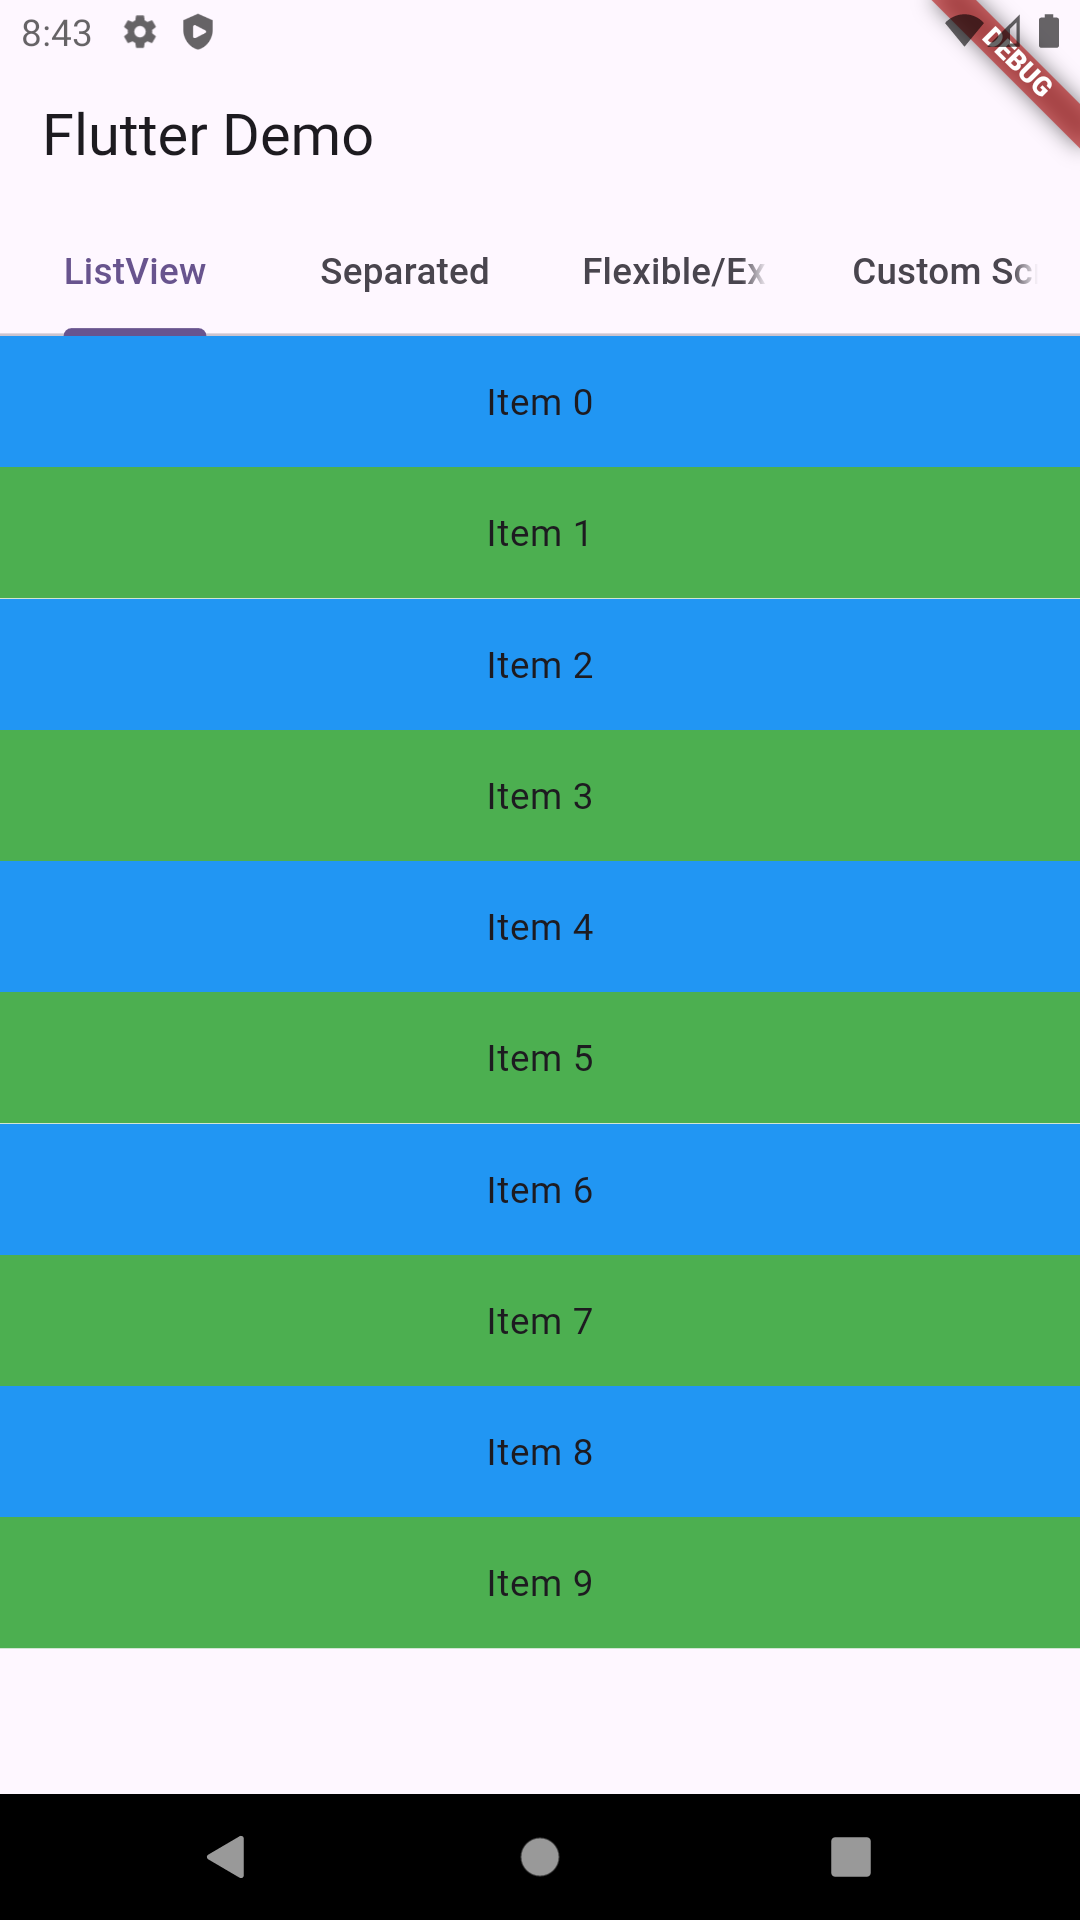 8:43
DEBUG
Flutter Demo
ListView Separated Flexible/Ex Custom Sc
Item 0
Item 1
Item 2
Item 3
Item 4
Item 5
Item 6
Item 7
Item 8
Item 9